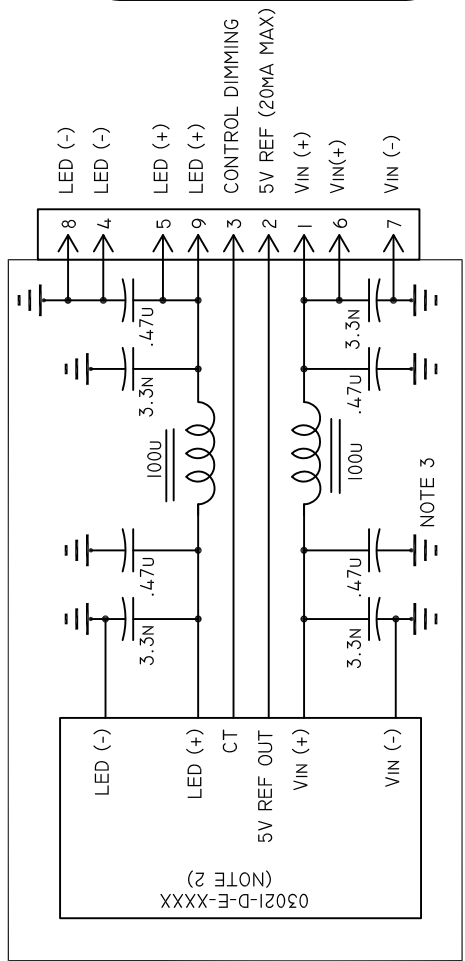 LED (-)
LED (-)
LED (+)
LED (+)
CONTROL DIMMING
5V REF (20MA MAX)
VIN (+)
VIN(+)
VIN (-)
8
4
5
9
3
2
1
6
7
.47U
3.3N
100U
.47U
3.3N
3.3N
.47U
100U
.47U
3.3N
NOTE 3
LED (-)
LED (+)
CT
5V REF OUT
VIN (+)
VIN (-)
03021-D-E-XXXX
(NOTE 2)